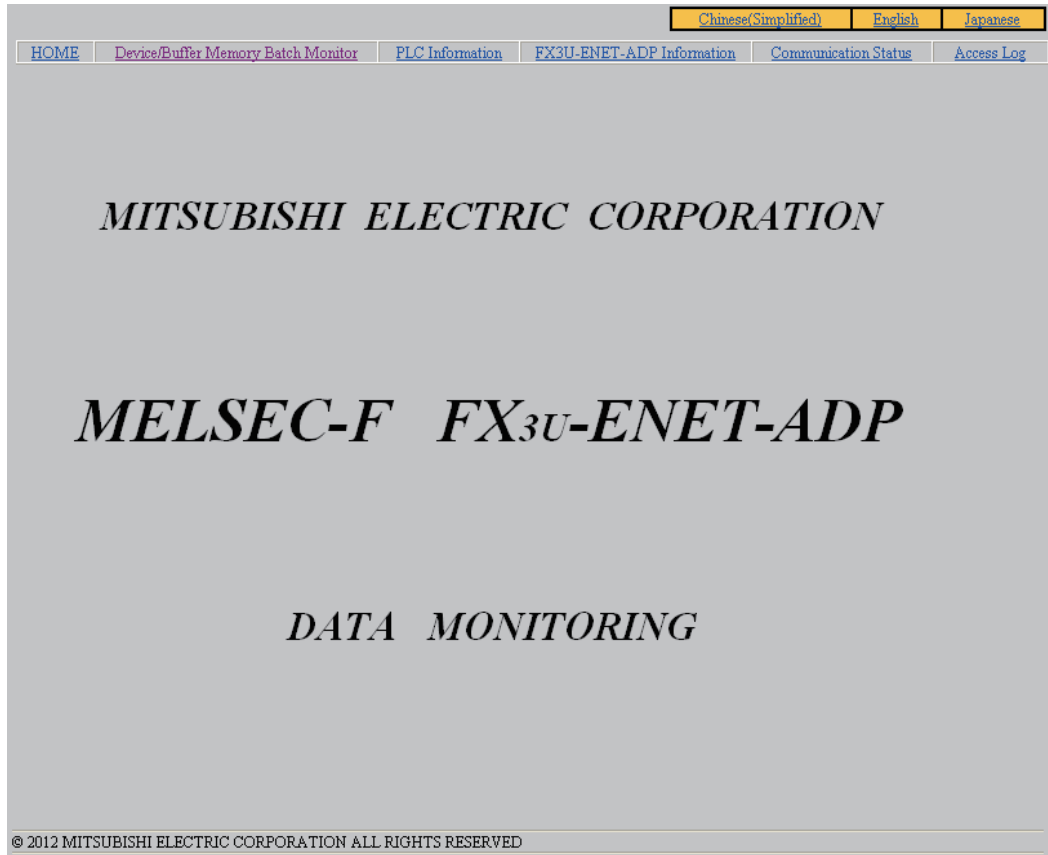 Chinese(Simplified) English Japanese
HOME Device/Buffer Memory Batch Monitor PLC Information FX3U-ENET-ADP Information Communication Status Access Log
MITSUBISHI ELECTRIC CORPORATION
MELSEC-F FX3U-ENET-ADP
DATA MONITORING
© 2012 MITSUBISHI ELECTRIC CORPORATION ALL RIGHTS RESERVED